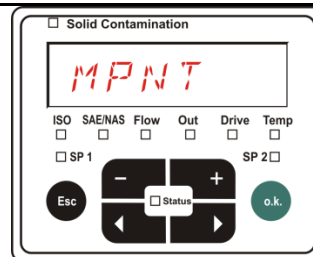 Solid Contamination
MPNT
ISO SAE/NAS Flow Out Drive Temp
SP 1 SP 2
- +
Esc Status o.k.